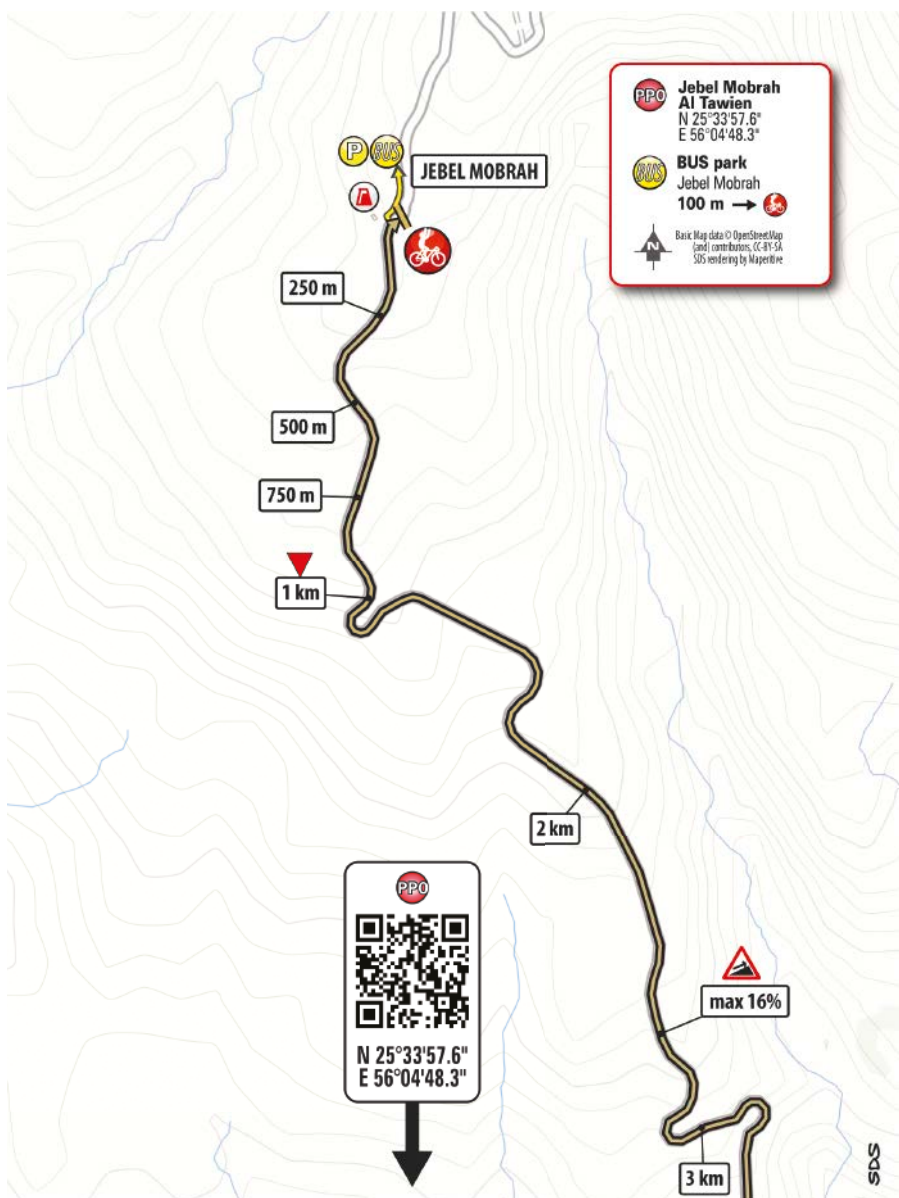 PPO
Jebel Mobrah
Al Tawien
N 25°33'57.6"
E 56°04'48.3"
BUS
BUS park
Jebel Mobrah
100 m
N
Basic Map data © OpenStreetMap
(and) contributors, CC-BY-SA
SDS rendering by Maperitive
P
BUS
JEBEL MOBRAH
250 m
500 m
750 m
1 km
2 km
max 16%
3 km
PPO
N 25°33'57.6"
E 56°04'48.3"
SDS